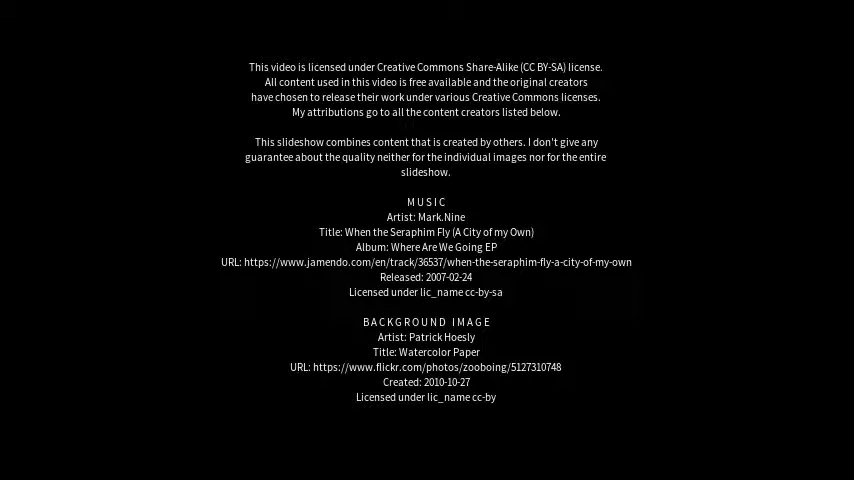 This video is licensed under Creative Commons Share-Alike (CC BY-SA) license.
All content used in this video is free available and the original creators
have chosen to release their work under various Creative Commons licenses.
My attributions go to all the content creators listed below.
This slideshow combines content that is created by others. I don't give any
guarantee about the quality neither for the individual images nor for the entire
slideshow.
M U S I C
Artist: Mark.Nine
Title: When the Seraphim Fly (A City of my Own)
Album: Where Are We Going EP
URL: https://www.jamendo.com/en/track/36537/when-the-seraphim-fly-a-city-of-my-own
Released: 2007-02-24
Licensed under lic_name cc-by-sa
B A C K G R O U N D   I M A G E
Artist: Patrick Hoesly
Title: Watercolor Paper
URL: https://www.flickr.com/photos/zooboing/5127310748
Created: 2010-10-27
Licensed under lic_name cc-by